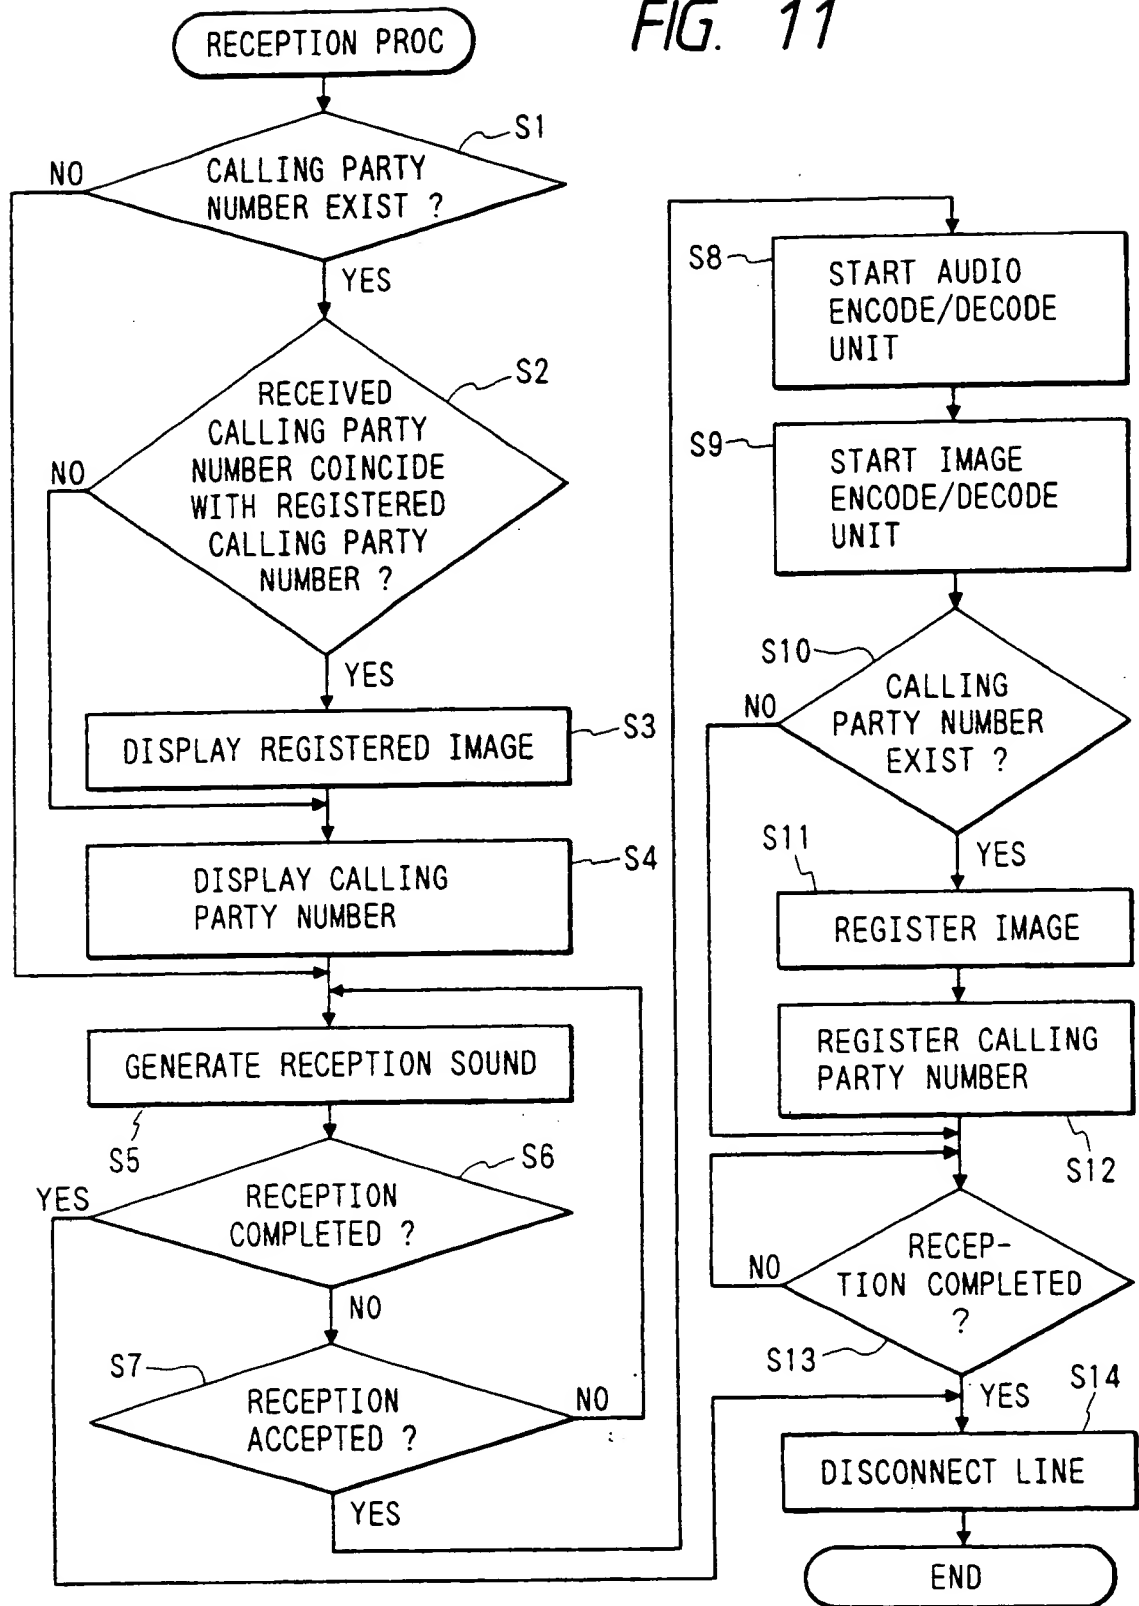 FIG. 11
RECEPTION PROC
S1
CALLING PARTY
NUMBER EXIST ?
NO
YES
S2
RECEIVED
CALLING PARTY
NUMBER COINCIDE
WITH REGISTERED
CALLING PARTY
NUMBER ?
NO
YES
S3
DISPLAY REGISTERED IMAGE
S4
DISPLAY CALLING
PARTY NUMBER
GENERATE RECEPTION SOUND
S5
S6
YES
RECEPTION
COMPLETED ?
NO
S7
RECEPTION
ACCEPTED ?
NO
YES
S8
START AUDIO
ENCODE/DECODE
UNIT
S9
START IMAGE
ENCODE/DECODE
UNIT
S10
CALLING
PARTY NUMBER
EXIST ?
NO
YES
S11
REGISTER IMAGE
REGISTER CALLING
PARTY NUMBER
S12
RECEP-
TION COMPLETED
?
NO
S13
YES
S14
DISCONNECT LINE
END